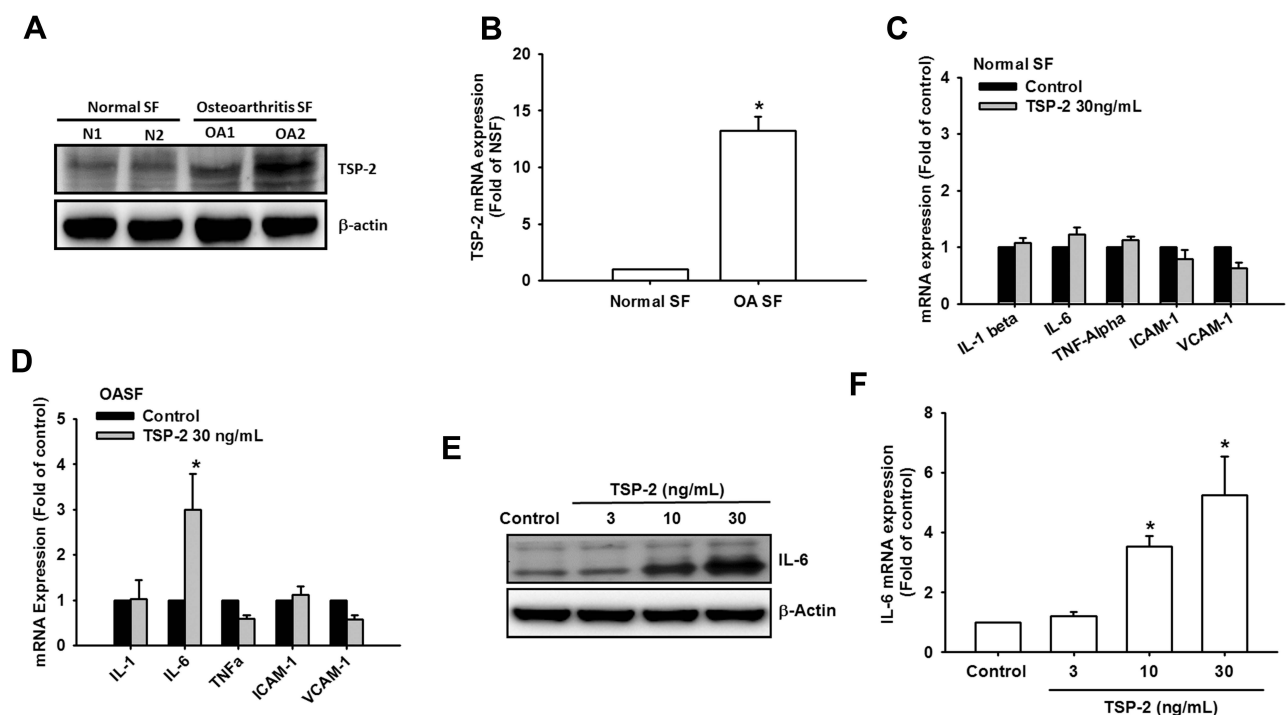 A
Normal SF Osteoarthritis SF
N1 N2 OA1 OA2
TSP-2
β-actin
B
TSP-2 mRNA expression
(Fold of NSF)
20
15
10
5
0
*
Normal SF OA SF
C
mRNA expression (Fold of control)
Normal SF
Control
TSP-2 30ng/mL
4
3
2
1
0
IL-1 beta IL-6 TNF-Alpha ICAM-1 VCAM-1
D
mRNA Expression (Fold of control)
OASF
Control
TSP-2 30 ng/mL
5
4
3
2
1
0
*
IL-1 IL-6 TNFa ICAM-1 VCAM-1
E
TSP-2 (ng/mL)
Control 3 10 30
IL-6
β-Actin
F
IL-6 mRNA expression
(Fold of control)
8
6
4
2
0
*
*
Control 3 10 30
TSP-2 (ng/mL)